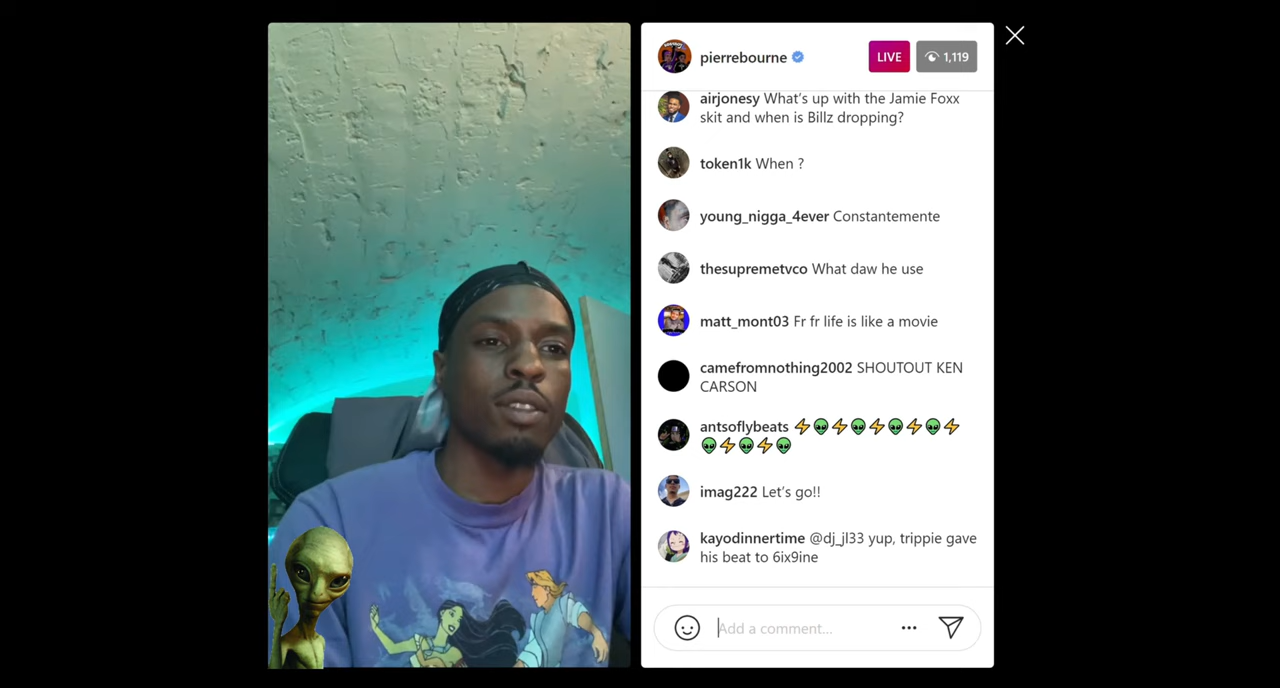 pierrebourne
LIVE
1,119
airjonesy What's up with the Jamie Foxx
skit and when is Billz dropping?
token1k When ?
young_nigga_4ever Constantemente
thesupremetvco What daw he use
matt_mont03 Fr fr life is like a movie
camefromnothing2002 SHOUTOUT KEN
CARSON
antsoflybeats ⚡👽⚡👽⚡👽⚡👽⚡
👽⚡👽⚡👽
imag222 Let's go!!
kayodinnertime @dj_jl33 yup, trippie gave
his beat to 6ix9ine
Add a comment...